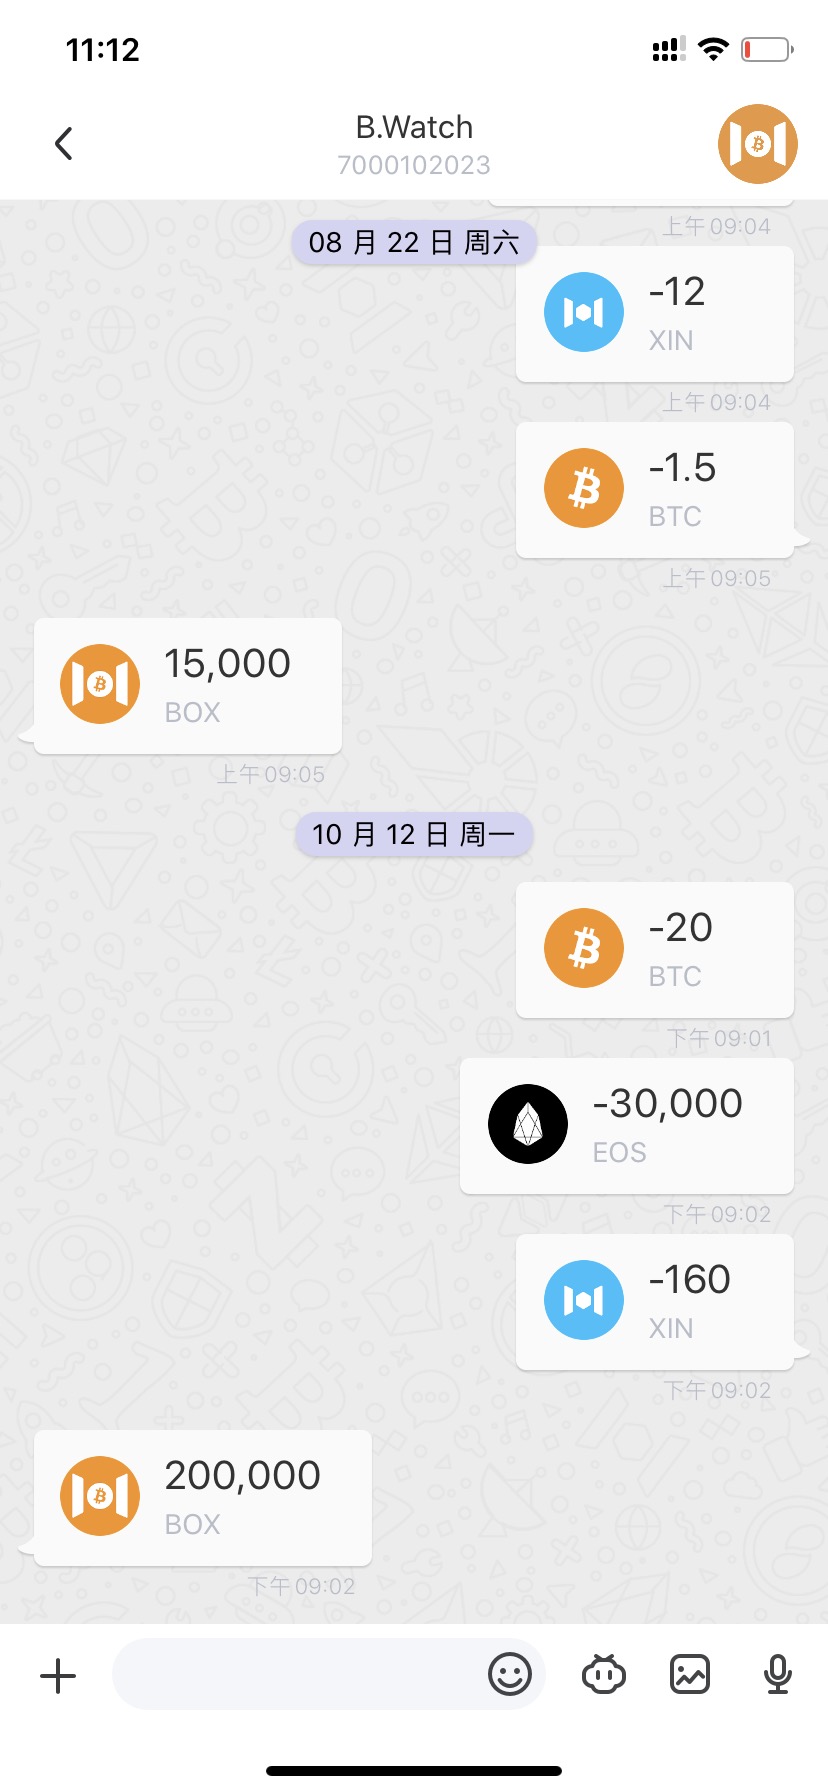 11:12
B.Watch
7000102023
上午 09:04
08 月 22 日 周六
-12
XIN
上午 09:04
-1.5
BTC
上午 09:05
15,000
BOX
上午 09:05
10 月 12 日 周一
-20
BTC
下午 09:01
-30,000
EOS
下午 09:02
-160
XIN
下午 09:02
200,000
BOX
下午 09:02